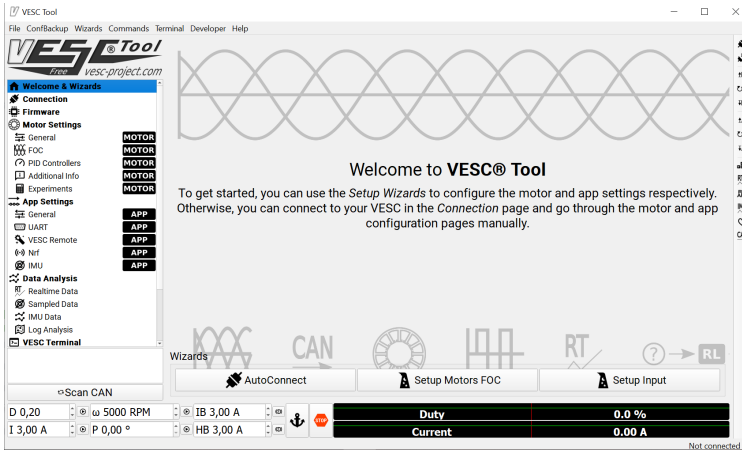 VESC Tool
File ConfBackup Wizards Commands Terminal Developer Help
VESC® Tool
Free vesc-project.com
Welcome & Wizards
Connection
Firmware
Motor Settings
General MOTOR
FOC MOTOR
PID Controllers MOTOR
Additional Info MOTOR
Experiments MOTOR
App Settings
General APP
UART APP
VESC Remote APP
Nrf APP
IMU APP
Data Analysis
RT Realtime Data
Sampled Data
IMU Data
Log Analysis
VESC Terminal
Scan CAN
Welcome to VESC® Tool
To get started, you can use the Setup Wizards to configure the motor and app settings respectively.
Otherwise, you can connect to your VESC in the Connection page and go through the motor and app
configuration pages manually.
CAN RT ? RL
Wizards
AutoConnect Setup Motors FOC Setup Input
D 0,20 ω 5000 RPM IB 3,00 A
I 3,00 A P 0,00 ° HB 3,00 A
STOP
Duty 0.0 %
Current 0.00 A
Not connected